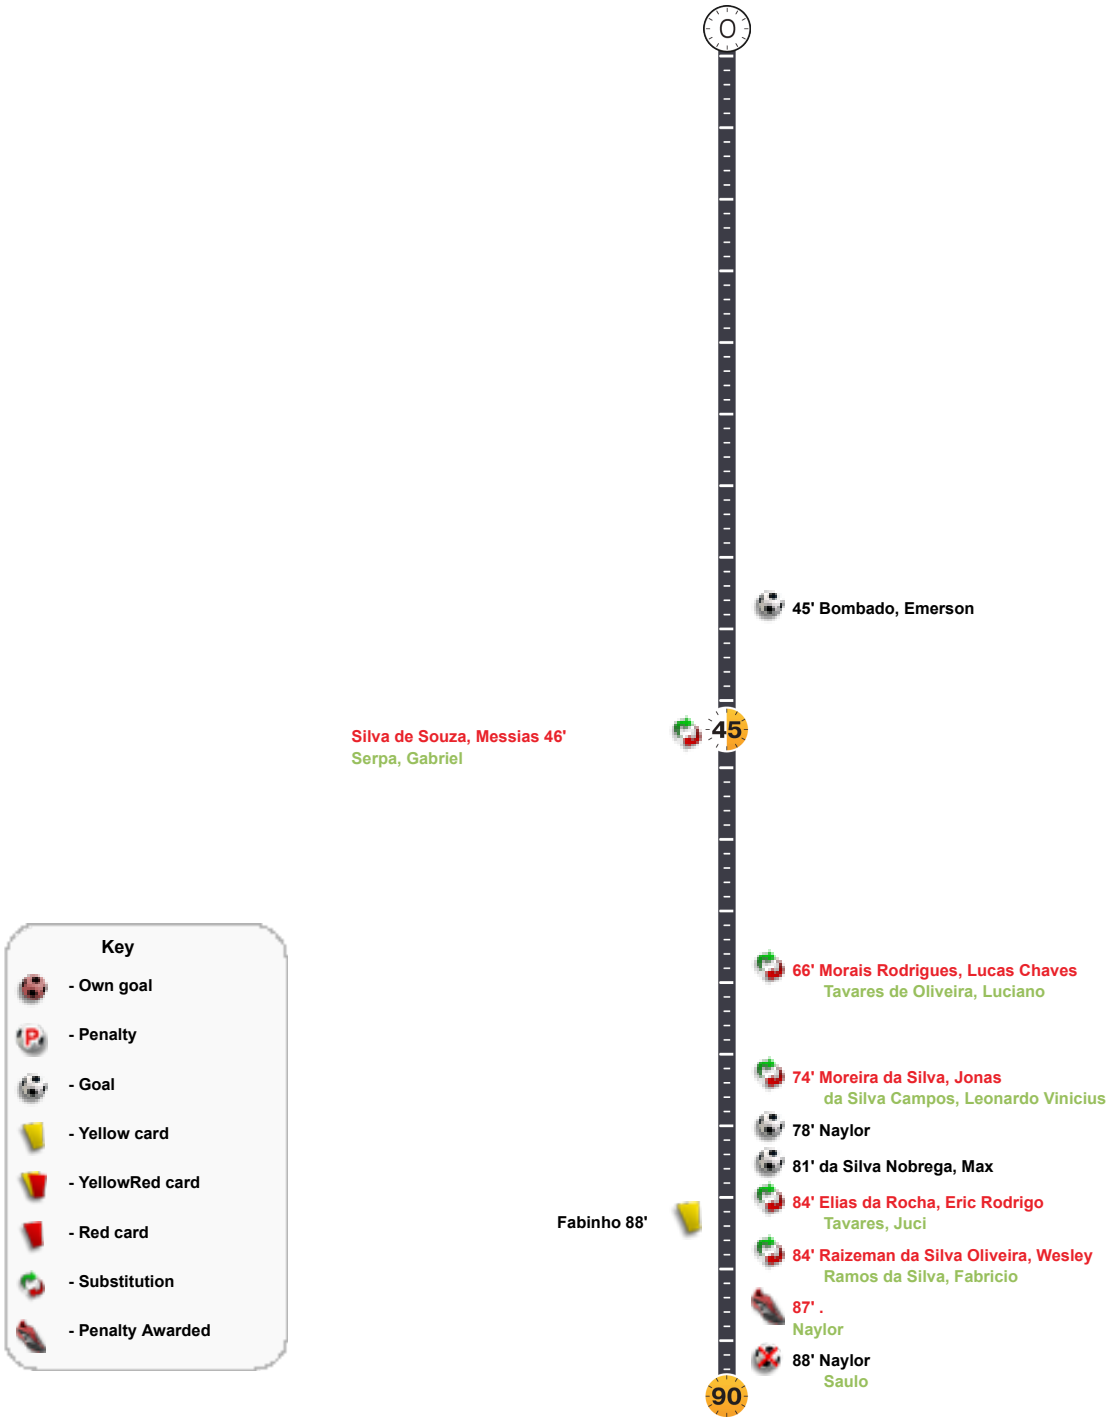 0
45' Bombado, Emerson
45
Silva de Souza, Messias 46'
Serpa, Gabriel
66' Morais Rodrigues, Lucas Chaves
Tavares de Oliveira, Luciano
74' Moreira da Silva, Jonas
da Silva Campos, Leonardo Vinicius
78' Naylor
81' da Silva Nobrega, Max
84' Elias da Rocha, Eric Rodrigo
Tavares, Juci
Fabinho 88'
84' Raizeman da Silva Oliveira, Wesley
Ramos da Silva, Fabricio
87' .
Naylor
88' Naylor
Saulo
90
Key
- Own goal
P
- Penalty
- Goal
- Yellow card
- YellowRed card
- Red card
- Substitution
- Penalty Awarded